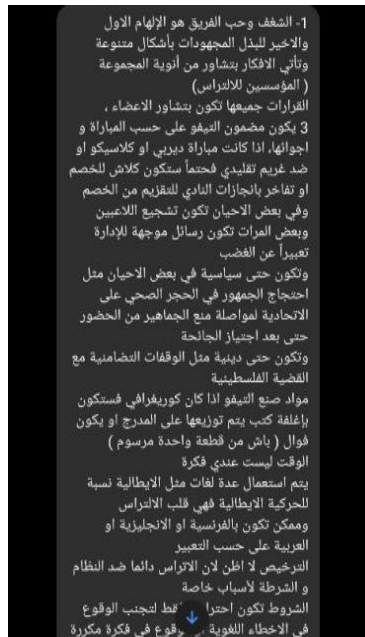 1- الشغف وحب الفريق هو الإلهام الاول
والاخير للبذل المجهودات بأشكال متنوعة
وتأتي الافكار بتشاور من أنوية المجموعة
( المؤسسين للالتراس)
القرارات جميعها تكون بتشاور الاعضاء ،
3 يكون مضمون التيفو على حسب المباراة و
اجوائها، اذا كانت مباراة ديربي او كلاسيكو او
ضد غريم تقليدي فحتماً ستكون كلاش للخصم
او تفاخر بانجازات النادي للتقزيم من الخصم
وفي بعض الاحيان تكون تشجيع اللاعبين
وبعض المرات تكون رسائل موجهة للإدارة
تعبيراً عن الغضب
وتكون حتى سياسية في بعض الاحيان مثل
احتجاج الجمهور في الحجر الصحي على
الاتحادية لمواصلة منع الجماهير من الحضور
حتى بعد اجتياز الجائحة
وتكون حتى دينية مثل الوقفات التضامنية مع
القضية الفلسطينية
مواد صنع التيفو اذا كان كوريغرافي فستكون
بإغلفة كتب يتم توزيعها على المدرج او يكون
فوال ( باش من قطعة واحدة مرسوم )
الوقت ليست عندي فكرة
يتم استعمال عدة لغات مثل الايطالية نسبة
للحركية الايطالية فهي قلب الالتراس
وممكن تكون بالفرنسية او الانجليزية او
العربية على حسب التعبير
الترخيص لا اظن لان الاتراس دائما ضد النظام
و الشرطة لأسباب خاصة
الشروط تكون لتجنب الوقوع
في الاخطاء اللغوية في فكرة مكررة